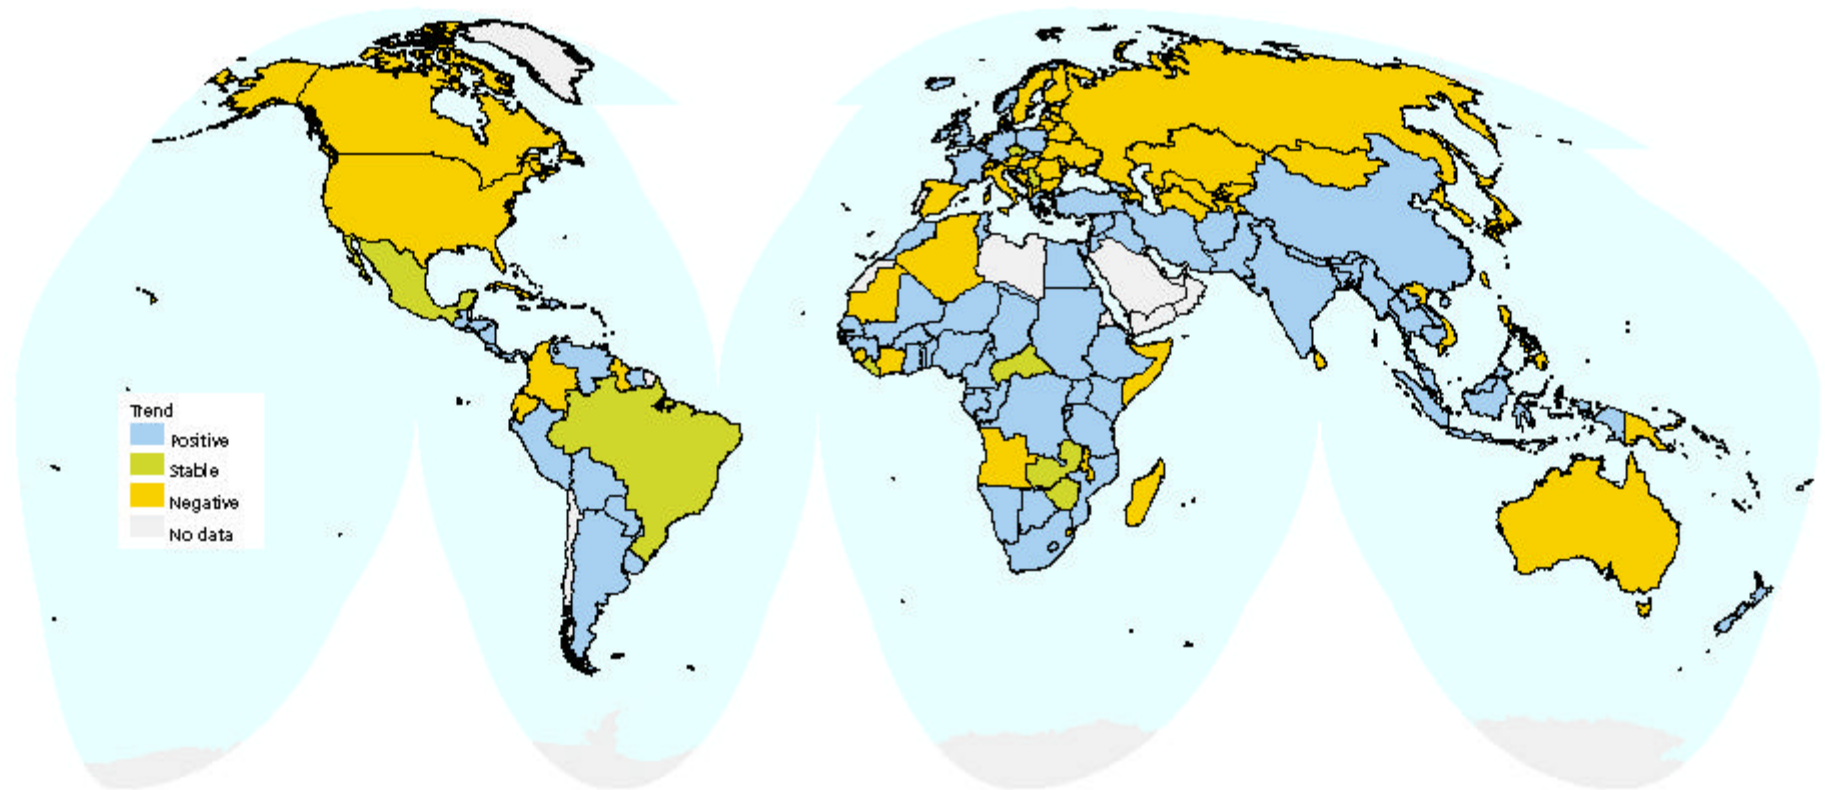 Trend
Positive
Stable
Negative
No data